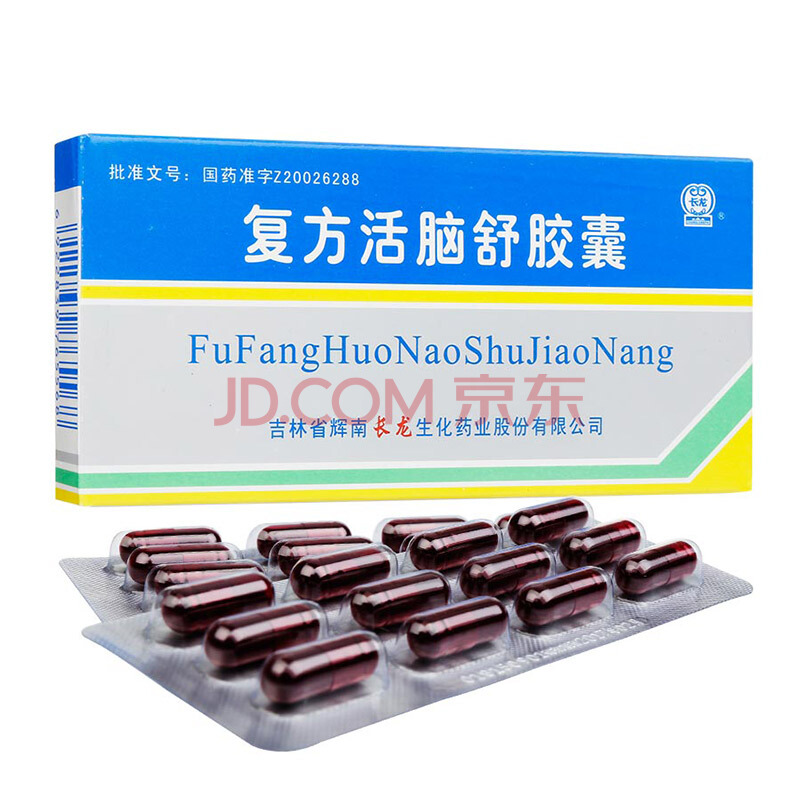 批准文号：国药准字Z20026288
长龙
®
复方活脑舒胶囊
FuFangHuoNaoShuJiaoNang
JD.COM 京东
吉林省辉南长龙生化药业股份有限公司